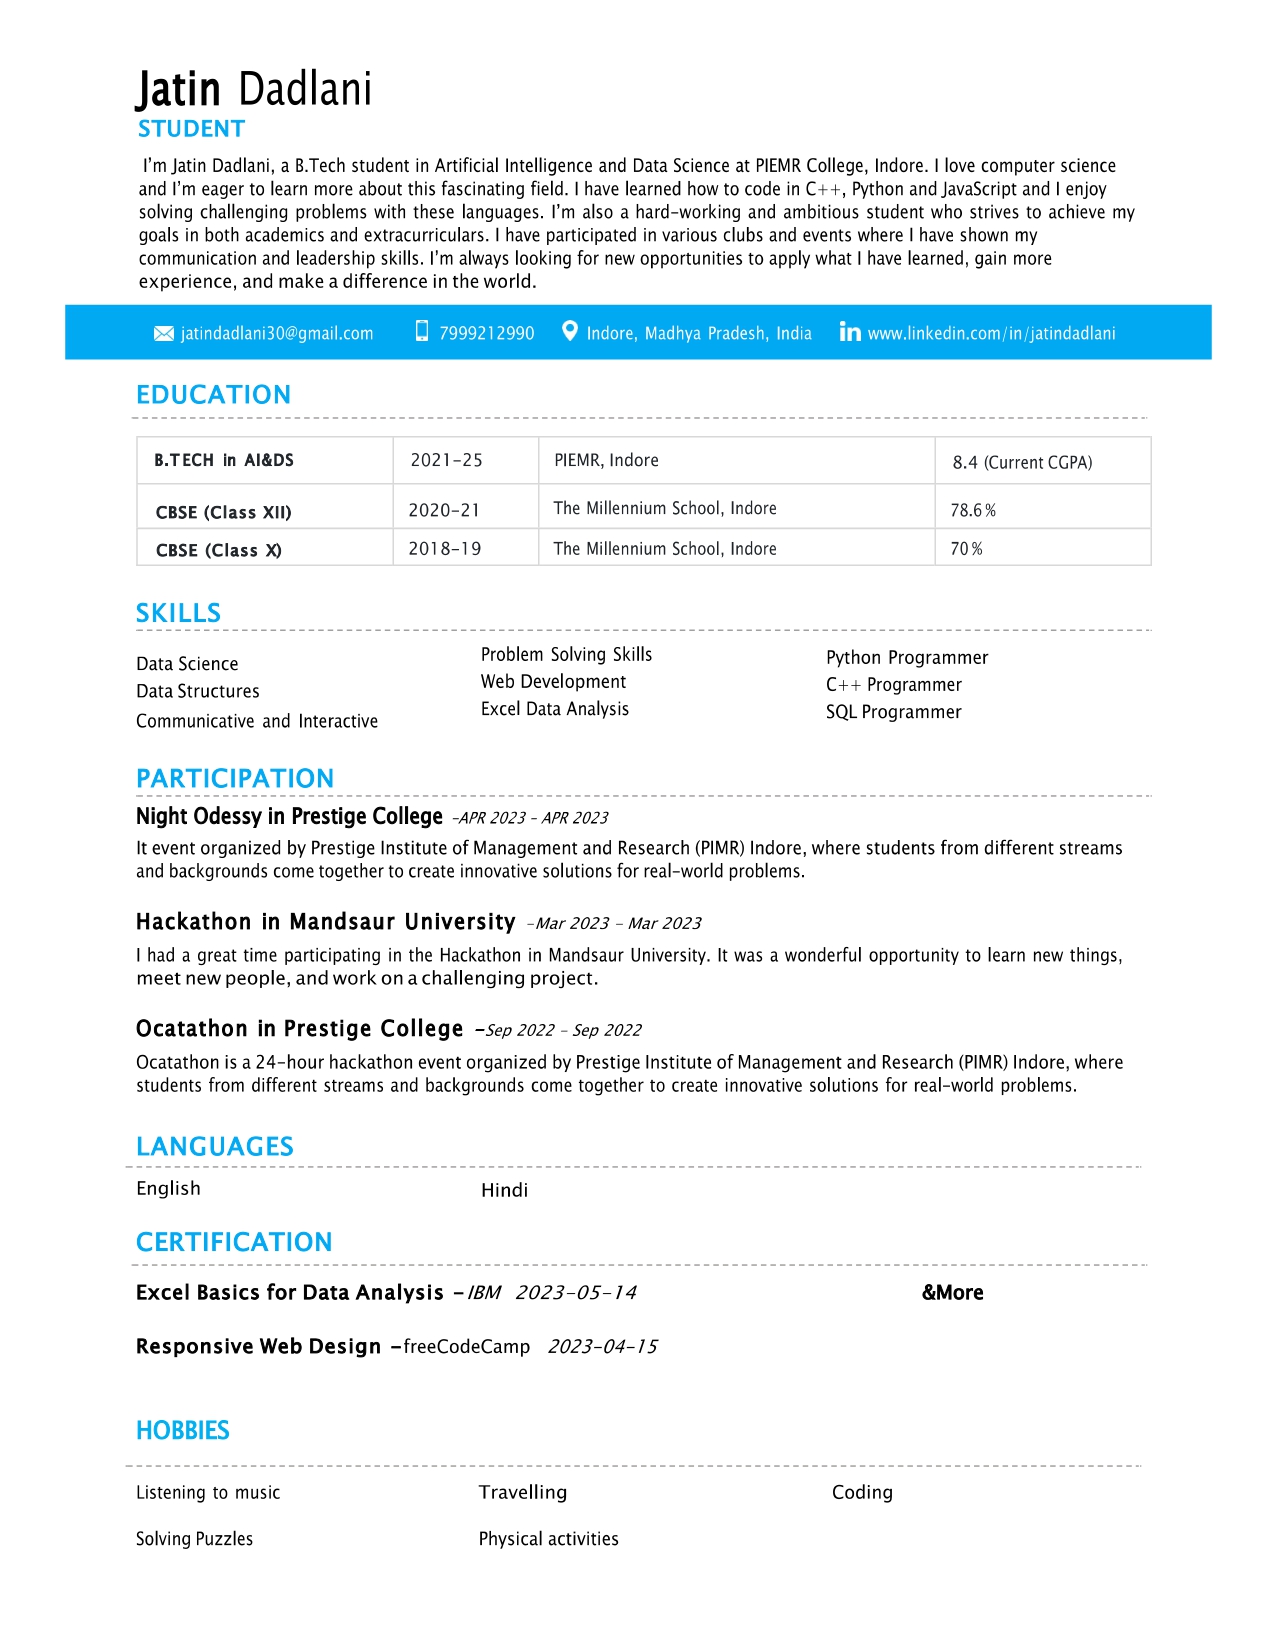 Jatin Dadlani
STUDENT
I'm Jatin Dadlani, a B.Tech student in Artificial Intelligence and Data Science at PIEMR College, Indore. I love computer science
and I'm eager to learn more about this fascinating field. I have learned how to code in C++, Python and JavaScript and I enjoy
solving challenging problems with these languages. I'm also a hard-working and ambitious student who strives to achieve my
goals in both academics and extracurriculars. I have participated in various clubs and events where I have shown my
communication and leadership skills. I'm always looking for new opportunities to apply what I have learned, gain more
experience, and make a difference in the world.
jatindadlani30@gmail.com 7999212990 Indore, Madhya Pradesh, India in www.linkedin.com/in/jatindadlani
EDUCATION
B.TECH in AI&DS 2021-25 PIEMR, Indore 8.4 (Current CGPA)
CBSE (Class XII) 2020-21 The Millennium School, Indore 78.6%
CBSE (Class X) 2018-19 The Millennium School, Indore 70%
SKILLS
Data Science Problem Solving Skills Python Programmer
Data Structures Web Development C++ Programmer
Communicative and Interactive Excel Data Analysis SQL Programmer
PARTICIPATION
Night Odessy in Prestige College -APR 2023 - APR 2023
It event organized by Prestige Institute of Management and Research (PIMR) Indore, where students from different streams
and backgrounds come together to create innovative solutions for real-world problems.
Hackathon in Mandsaur University -Mar 2023 - Mar 2023
I had a great time participating in the Hackathon in Mandsaur University. It was a wonderful opportunity to learn new things,
meet new people, and work on a challenging project.
Ocatathon in Prestige College -Sep 2022 - Sep 2022
Ocatathon is a 24-hour hackathon event organized by Prestige Institute of Management and Research (PIMR) Indore, where
students from different streams and backgrounds come together to create innovative solutions for real-world problems.
LANGUAGES
English Hindi
CERTIFICATION
Excel Basics for Data Analysis -IBM 2023-05-14 &More
Responsive Web Design -freeCodeCamp 2023-04-15
HOBBIES
Listening to music Travelling Coding
Solving Puzzles Physical activities